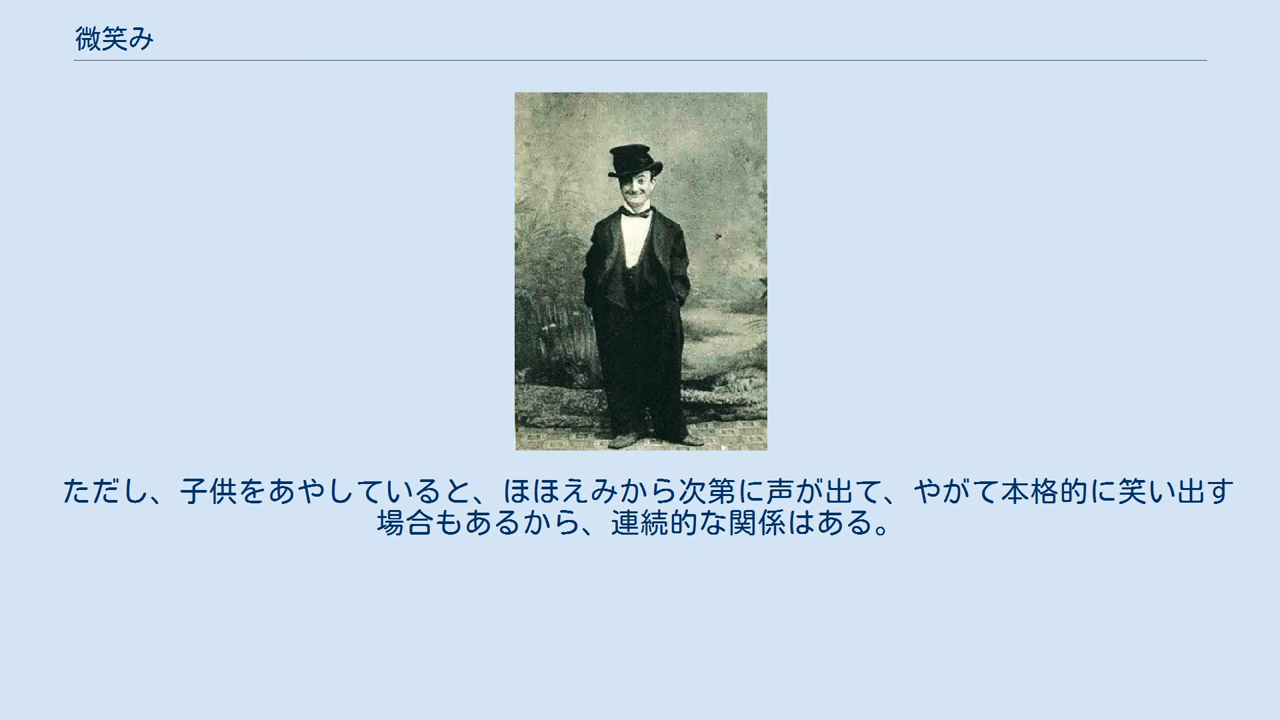 微笑み
ただし、子供をあやしていると、ほほえみから次第に声が出て、やがて本格的に笑い出す
場合もあるから、連続的な関係はある。